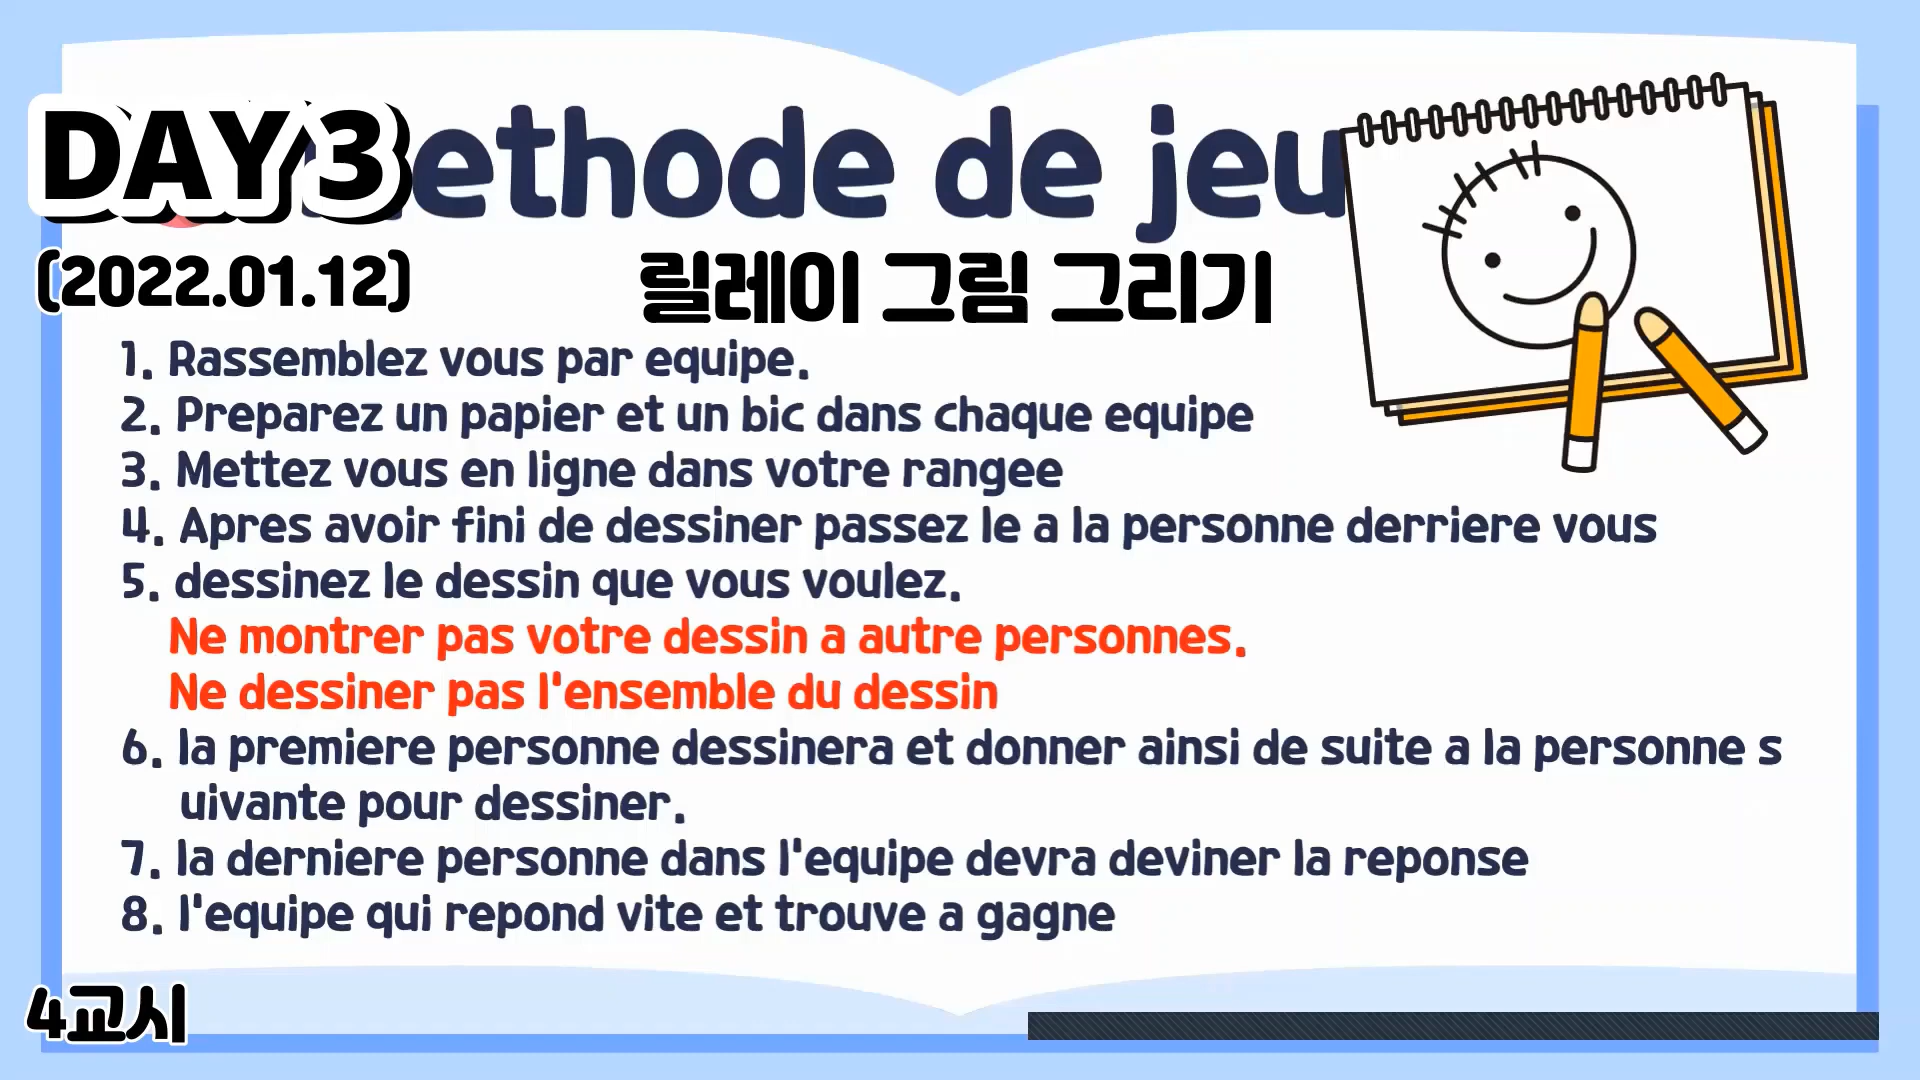 DAY 3
ethode de jeu
(2022.01.12)
릴레이 그림 그리기
1. Rassemblez vous par equipe.
2. Preparez un papier et un bic dans chaque equipe
3. Mettez vous en ligne dans votre rangee
4. Apres avoir fini de dessiner passez le a la personne derriere vous
5. dessinez le dessin que vous voulez.
Ne montrer pas votre dessin a autre personnes.
Ne dessiner pas l'ensemble du dessin
6. la premiere personne dessinera et donner ainsi de suite a la personne s
uivante pour dessiner.
7. la derniere personne dans l'equipe devra deviner la reponse
8. l'equipe qui repond vite et trouve a gagne
4교시